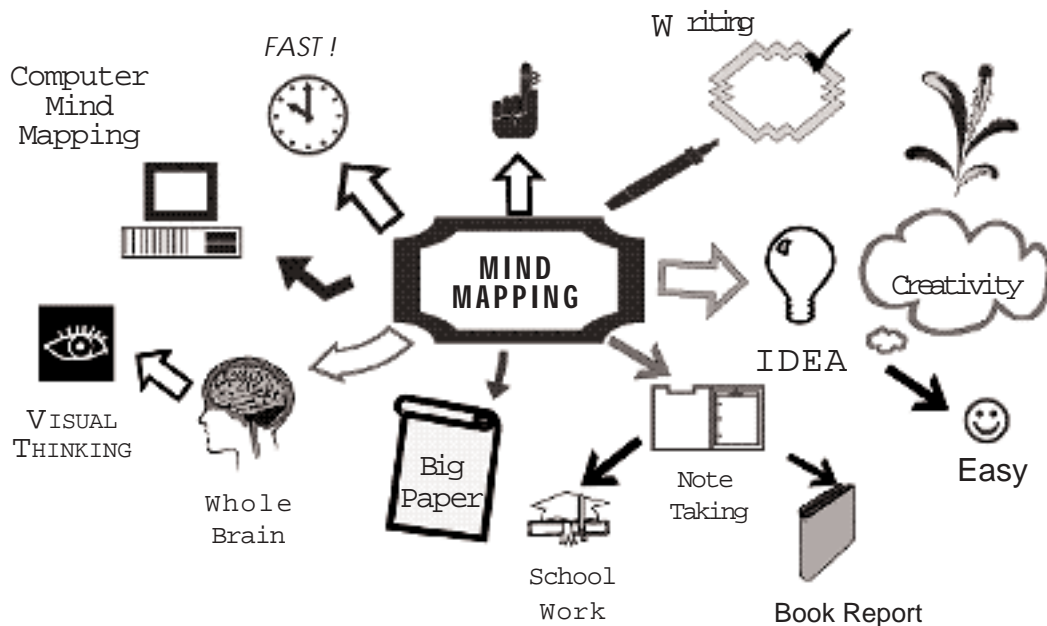 FAST!
Writing
Computer
Mind
Mapping
MIND
MAPPING
Creativity
IDEA
VISUAL
THINKING
Easy
Big
Paper
Note
Taking
Whole
Brain
School
Work
Book Report